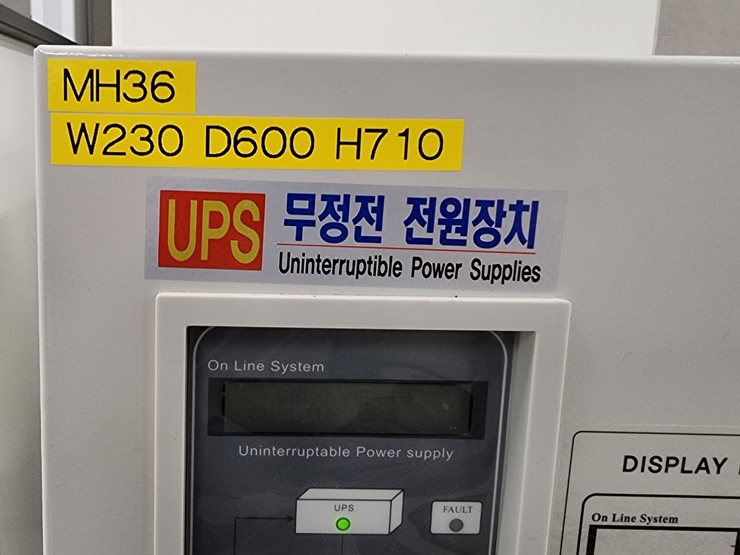 MH36
W230 D600 H710
UPS 무정전 전원장치
Uninterruptible Power Supplies
On Line System
Uninterruptable Power supply
UPS
FAULT
DISPLAY
On Line System